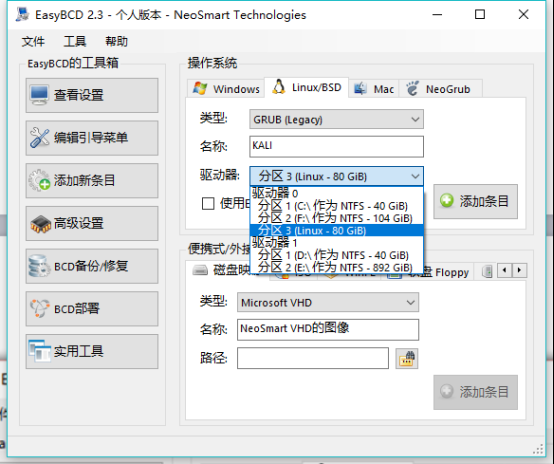 EasyBCD 2.3 - 个人版本 - NeoSmart Technologies
文件 工具 帮助
EasyBCD的工具箱
查看设置
编辑引导菜单
添加新条目
高级设置
BCD备份/修复
BCD部署
实用工具
操作系统
Windows Linux/BSD Mac NeoGrub
类型: GRUB (Legacy)
名称: KALI
驱动器: 分区 3 (Linux - 80 GiB)
驱动器 0
分区 1 (C:\ 作为 NTFS - 40 GiB)
使用 分区 2 (F:\ 作为 NTFS - 104 GiB) 添加条目
分区 3 (Linux - 80 GiB)
驱动器 1
便携式/外 分区 1 (D:\ 作为 NTFS - 40 GiB)
分区 2 (E:\ 作为 NTFS - 892 GiB)
磁盘映 Floppy
类型: Microsoft VHD
名称: NeoSmart VHD的图像
路径:
添加条目